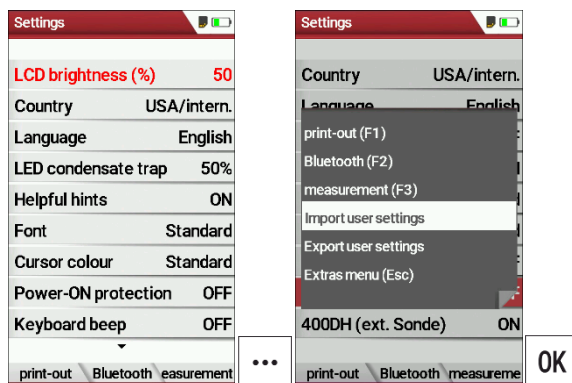 Settings
LCD brightness (%) 50
Country USA/intern.
Language English
LED condensate trap 50%
Helpful hints ON
Font Standard
Cursor colour Standard
Power-ON protection OFF
Keyboard beep OFF
print-out Bluetooth easurement
...
Settings
Country USA/intern.
Language English
print-out (F1)
Bluetooth (F2)
measurement (F3)
Import user settings
Export user settings
Extras menu (Esc)
400DH (ext. Sonde) ON
print-out Bluetooth measureme
OK